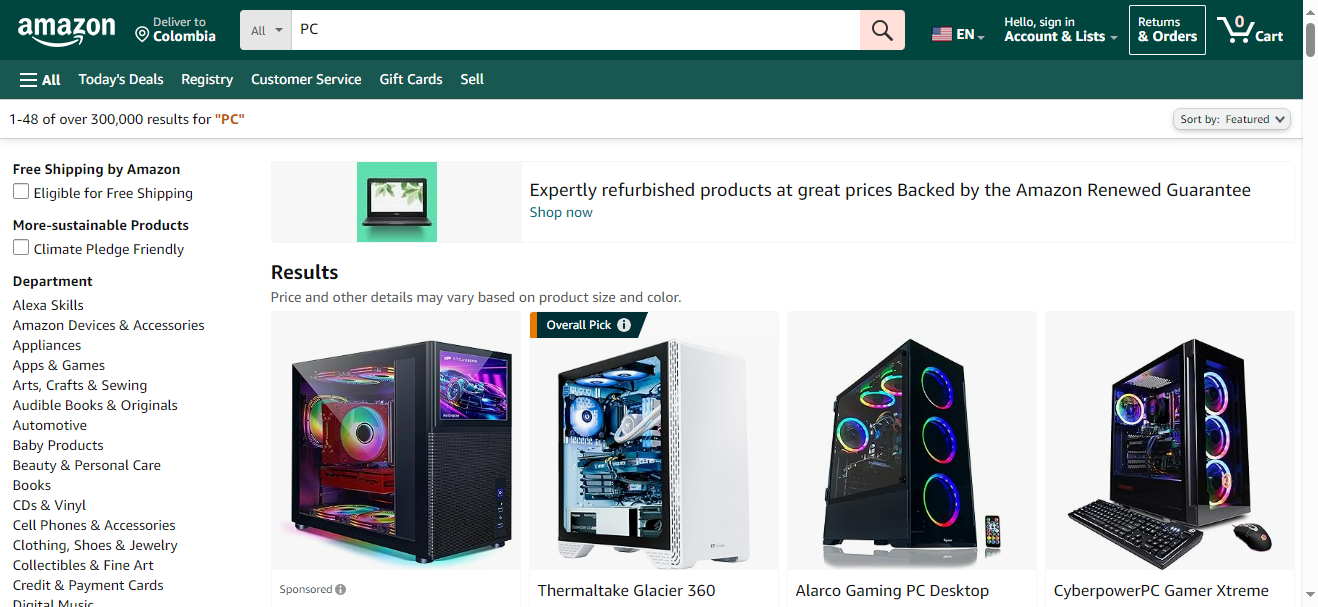 amazon
Deliver to
Colombia
All
PC
EN
Hello, sign in
Account & Lists
Returns
& Orders
0
Cart
All
Today's Deals
Registry
Customer Service
Gift Cards
Sell
1-48 of over 300,000 results for "PC"
Sort by: Featured
Free Shipping by Amazon
Eligible for Free Shipping
More-sustainable Products
Climate Pledge Friendly
Department
Alexa Skills
Amazon Devices & Accessories
Appliances
Apps & Games
Arts, Crafts & Sewing
Audible Books & Originals
Automotive
Baby Products
Beauty & Personal Care
Books
CDs & Vinyl
Cell Phones & Accessories
Clothing, Shoes & Jewelry
Collectibles & Fine Art
Credit & Payment Cards
Digital Music
Expertly refurbished products at great prices Backed by the Amazon Renewed Guarantee
Shop now
Results
Price and other details may vary based on product size and color.
Overall Pick
Sponsored
Thermaltake Glacier 360
Alarco Gaming PC Desktop
CyberpowerPC Gamer Xtreme